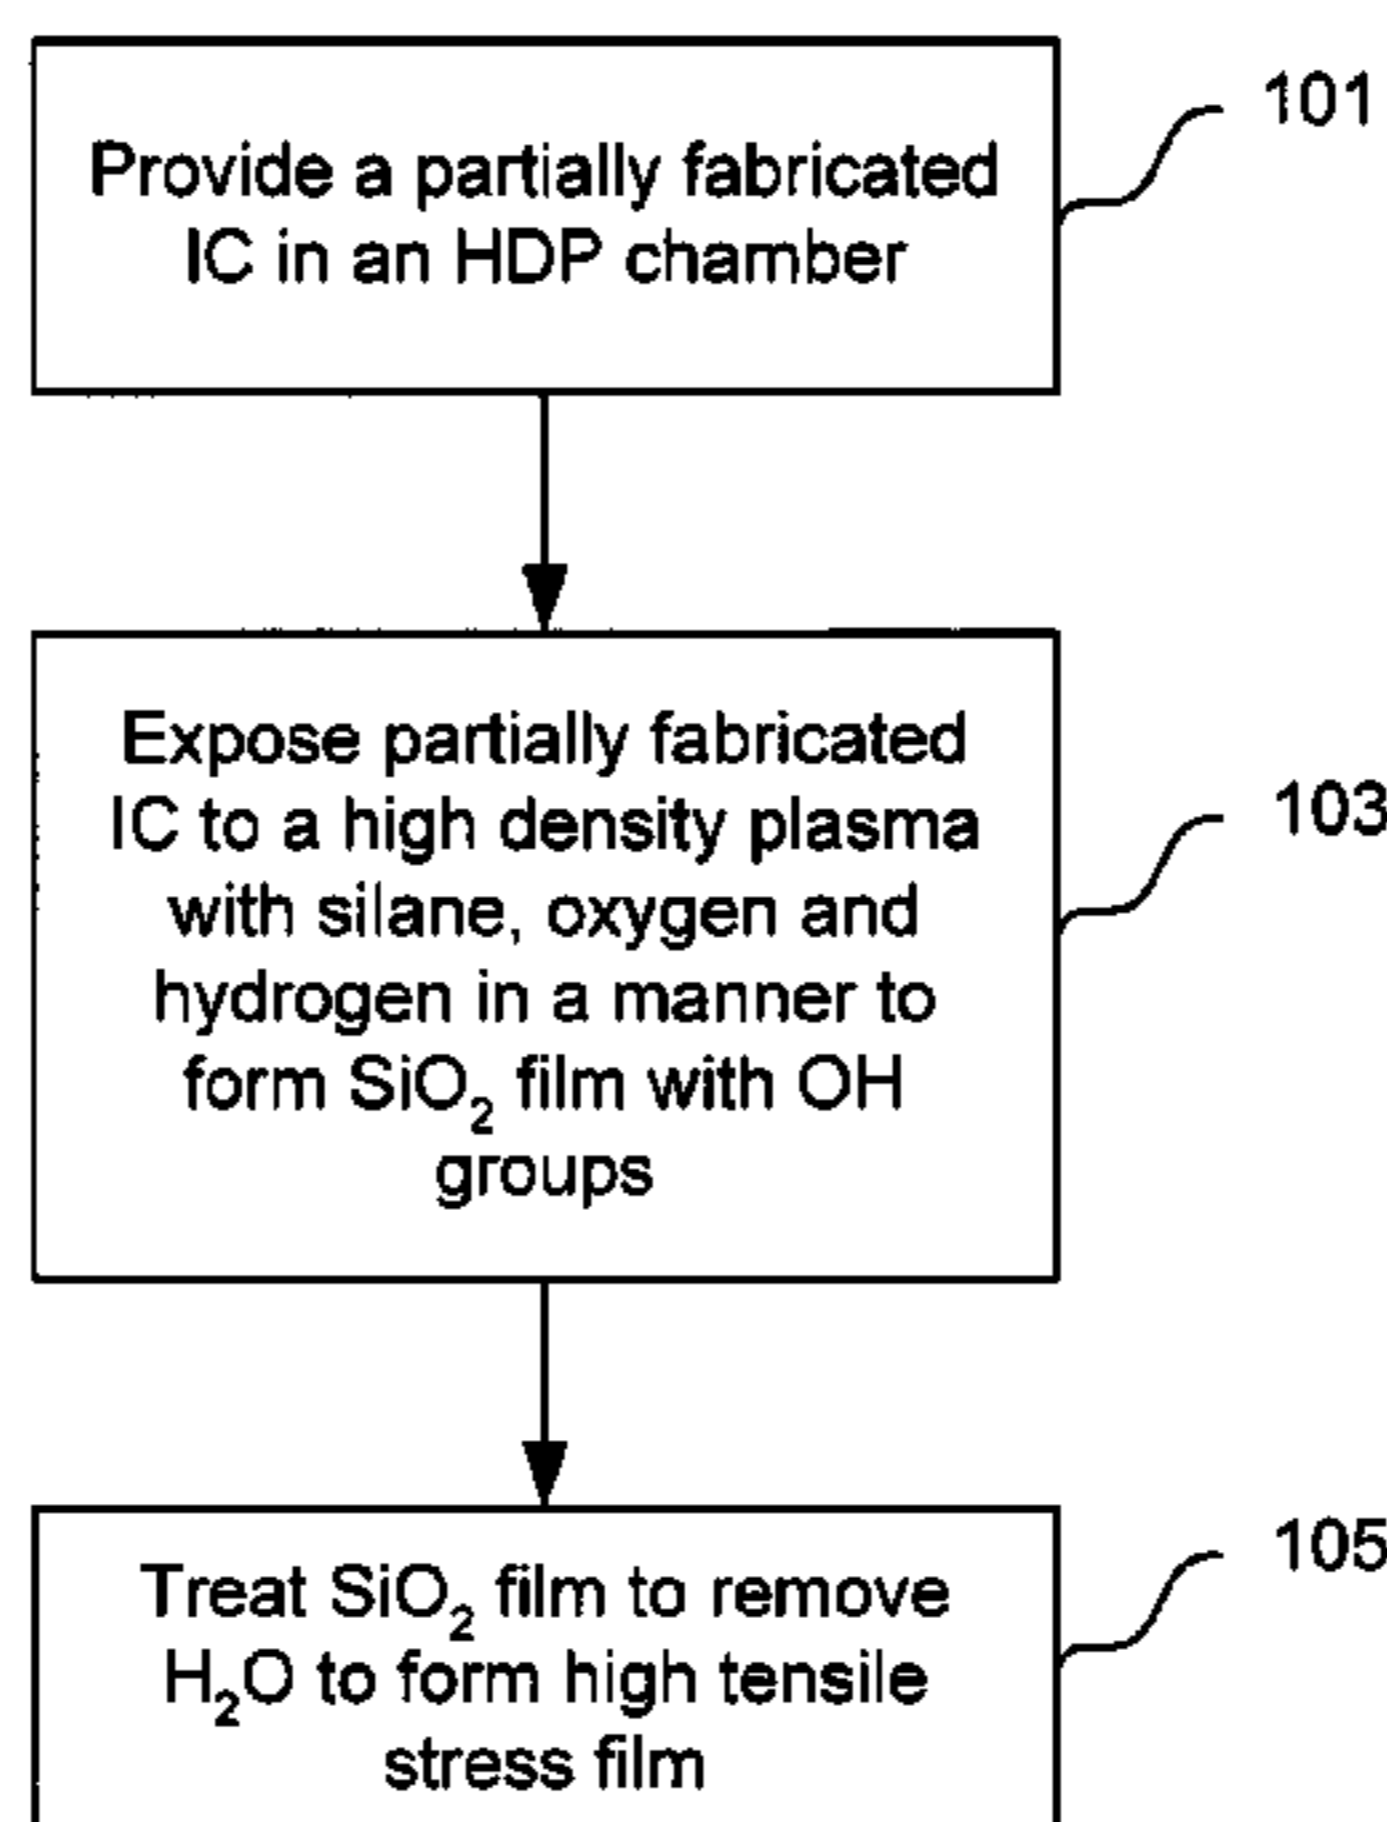 Provide a partially fabricated
IC in an HDP chamber
101
Expose partially fabricated
IC to a high density plasma
with silane, oxygen and
hydrogen in a manner to
form SiO₂ film with OH
groups
103
Treat SiO₂ film to remove
H₂O to form high tensile
stress film
105